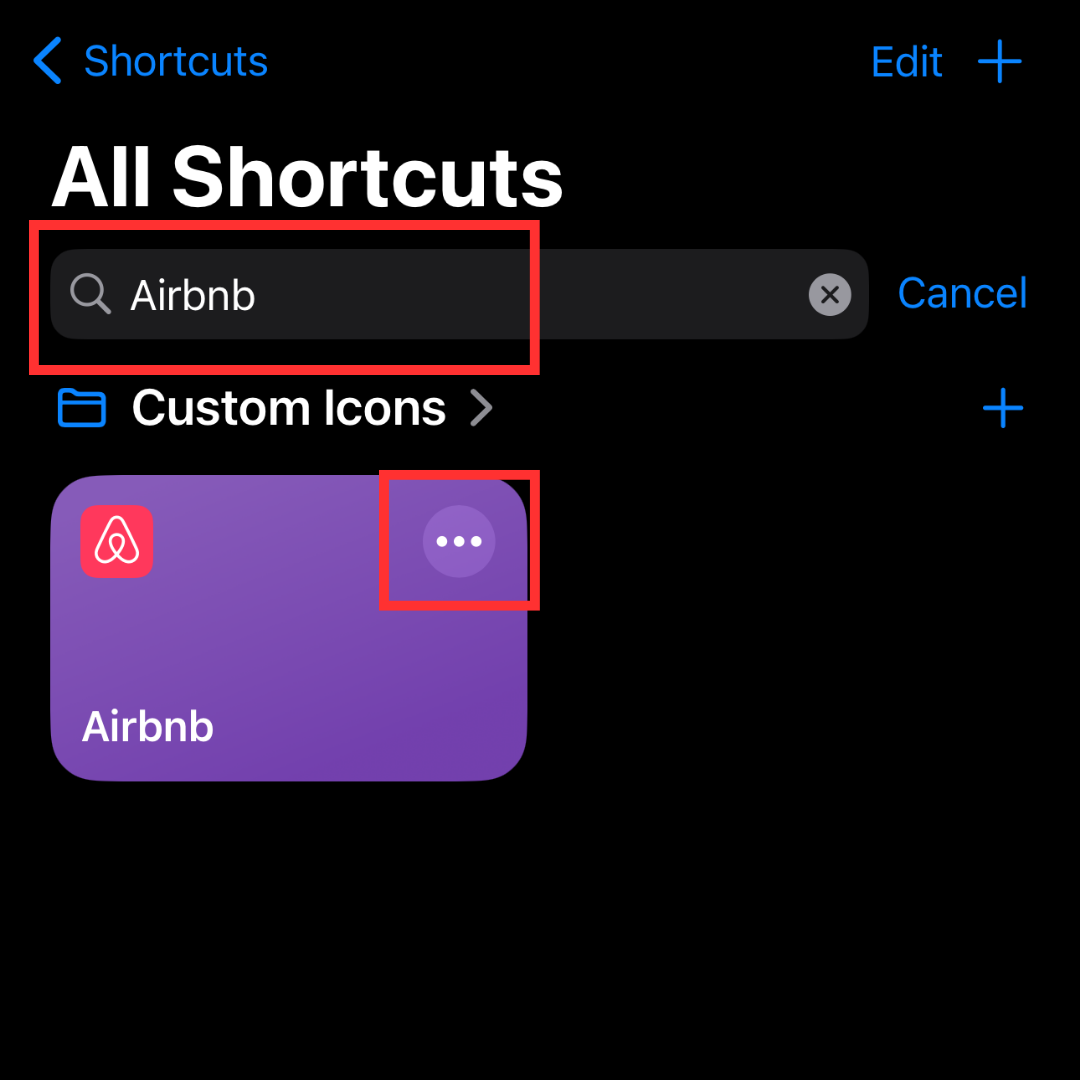 Shortcuts Edit
All Shortcuts
Airbnb Cancel
Custom Icons
Airbnb